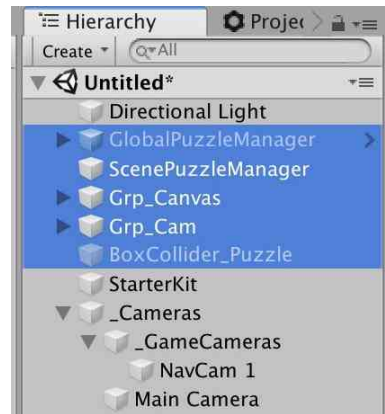 Hierarchy Projec
Create All
Untitled*
Directional Light
GlobalPuzzleManager
ScenePuzzleManager
Grp_Canvas
Grp_Cam
BoxCollider_Puzzle
StarterKit
_Cameras
_GameCameras
NavCam 1
Main Camera